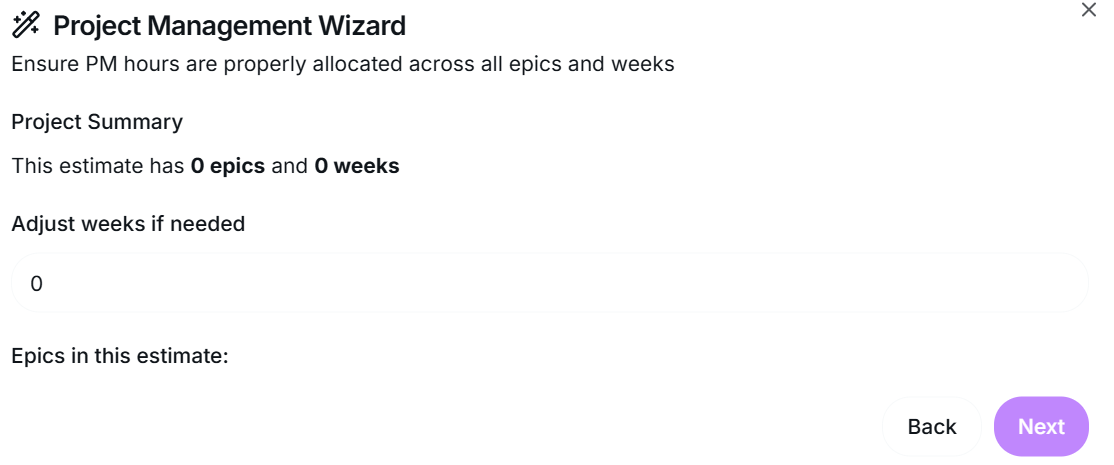 Project Management Wizard
Ensure PM hours are properly allocated across all epics and weeks
Project Summary
This estimate has 0 epics and 0 weeks
Adjust weeks if needed
0
Epics in this estimate:
Back Next